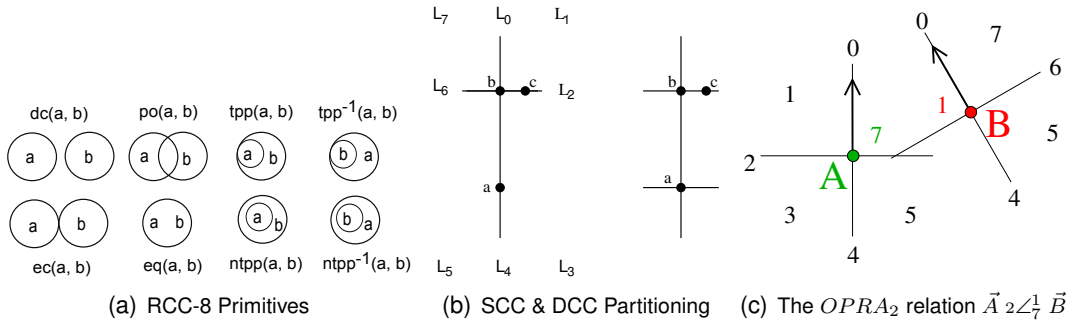 dc(a, b) po(a, b) tpp(a, b) tpp⁻¹(a, b)
a b a b a b a
a b a b a b b a
ec(a, b) eq(a, b) ntpp(a, b) ntpp⁻¹(a, b)
(a) RCC-8 Primitives
L₇ L₀ L₁
L₆ b c L₂ b c
a a
L₅ L₄ L₃
(b) SCC & DCC Partitioning
0 0 7
1 6
2 A 7 1 B 5
3 5 4
4
(c) The OPRA₂ relation A⃗ ₂∠¹₇ B⃗